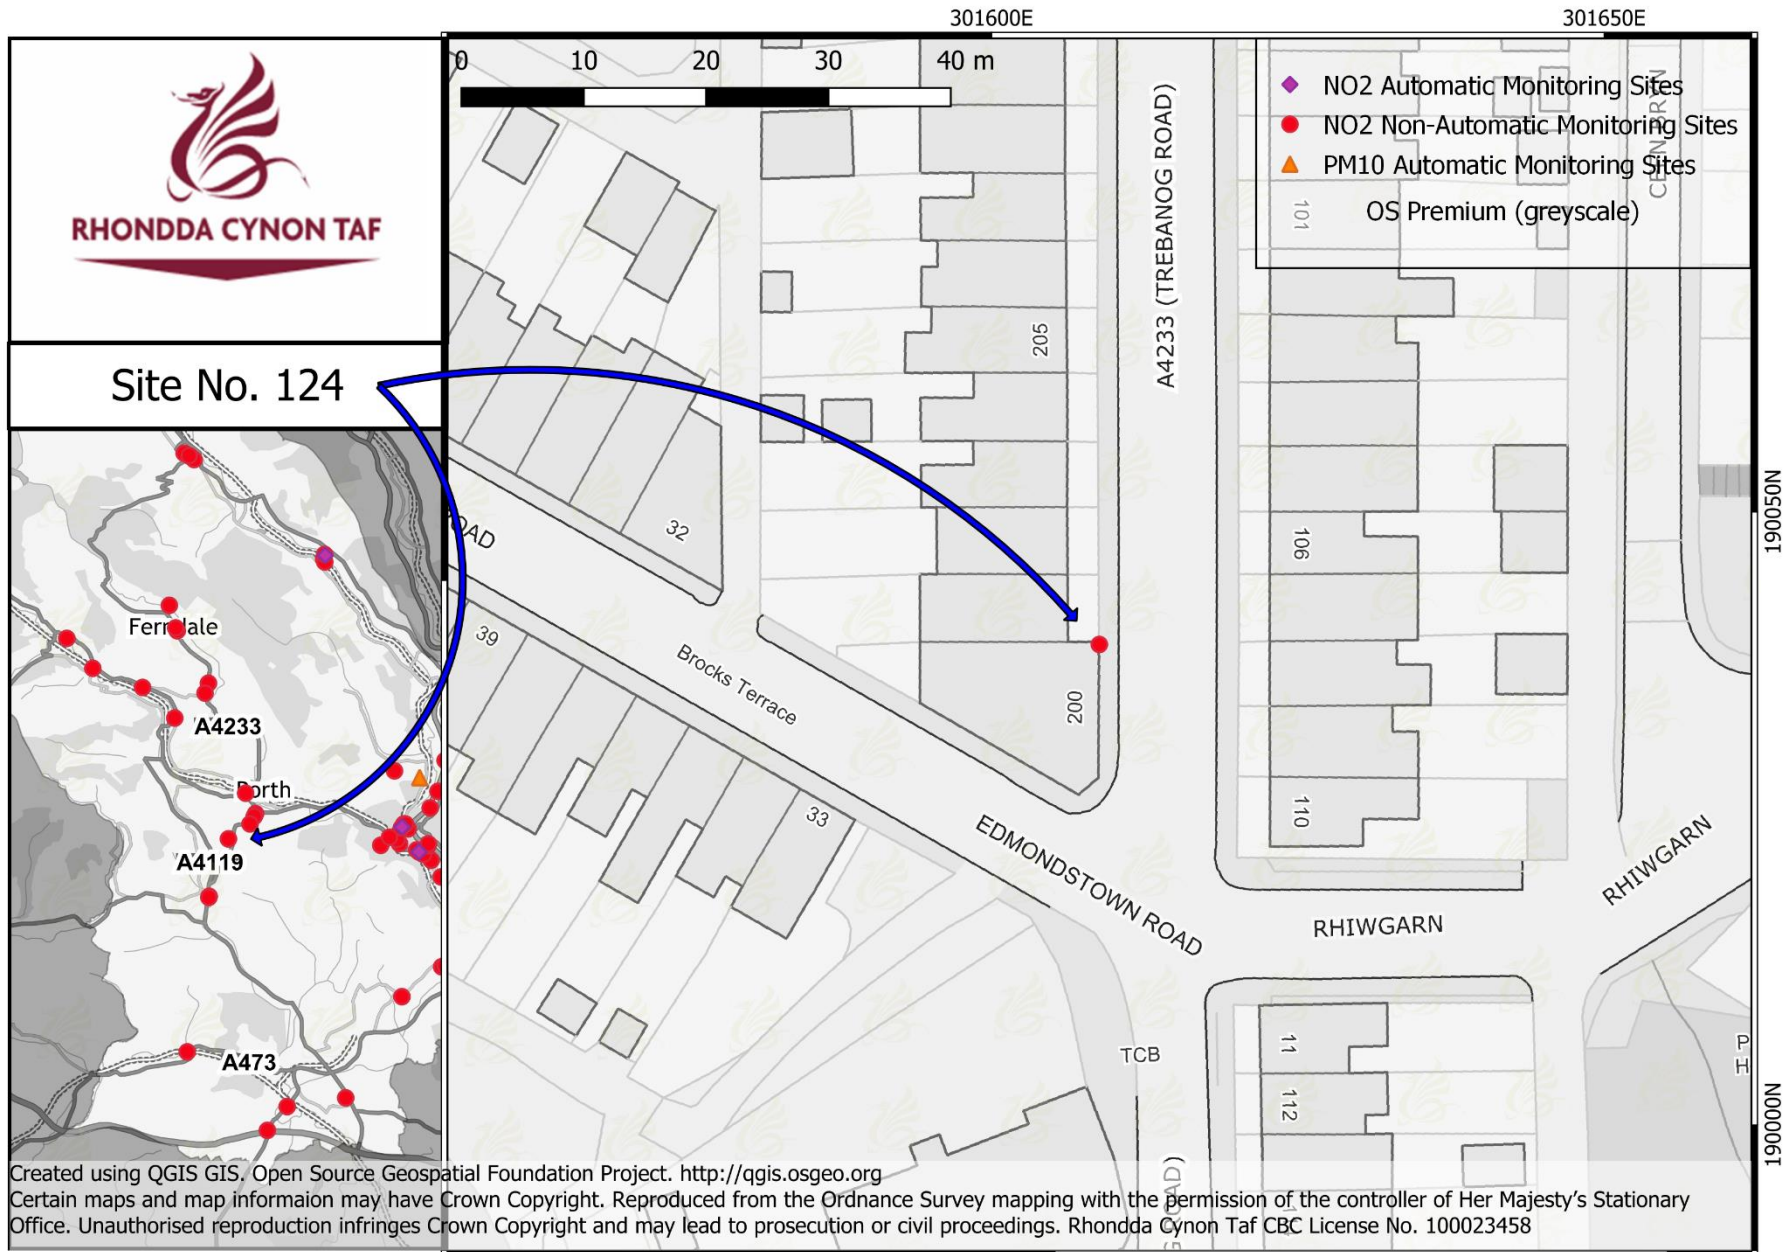 301600E
301650E
0
10
20
30
40 m
RHONDDA CYNON TAF
Site No. 124
NO2 Automatic Monitoring Sites
NO2 Non-Automatic Monitoring Sites
PM10 Automatic Monitoring Sites
OS Premium (greyscale)
A4233 (TREBANOG ROAD)
101
205
32
106
39
Brocks Terrace
200
33
110
EDMONDSTOWN ROAD
RHIWGARN
RHIWGARN
TCB
11
112
P
H
190050N
190000N
Ferndale
A4233
Porth
A4119
A473
Created using QGIS GIS. Open Source Geospatial Foundation Project. http://qgis.osgeo.org
Certain maps and map informaion may have Crown Copyright. Reproduced from the Ordnance Survey mapping with the permission of the controller of Her Majesty's Stationary
Office. Unauthorised reproduction infringes Crown Copyright and may lead to prosecution or civil proceedings. Rhondda Cynon Taf CBC License No. 100023458